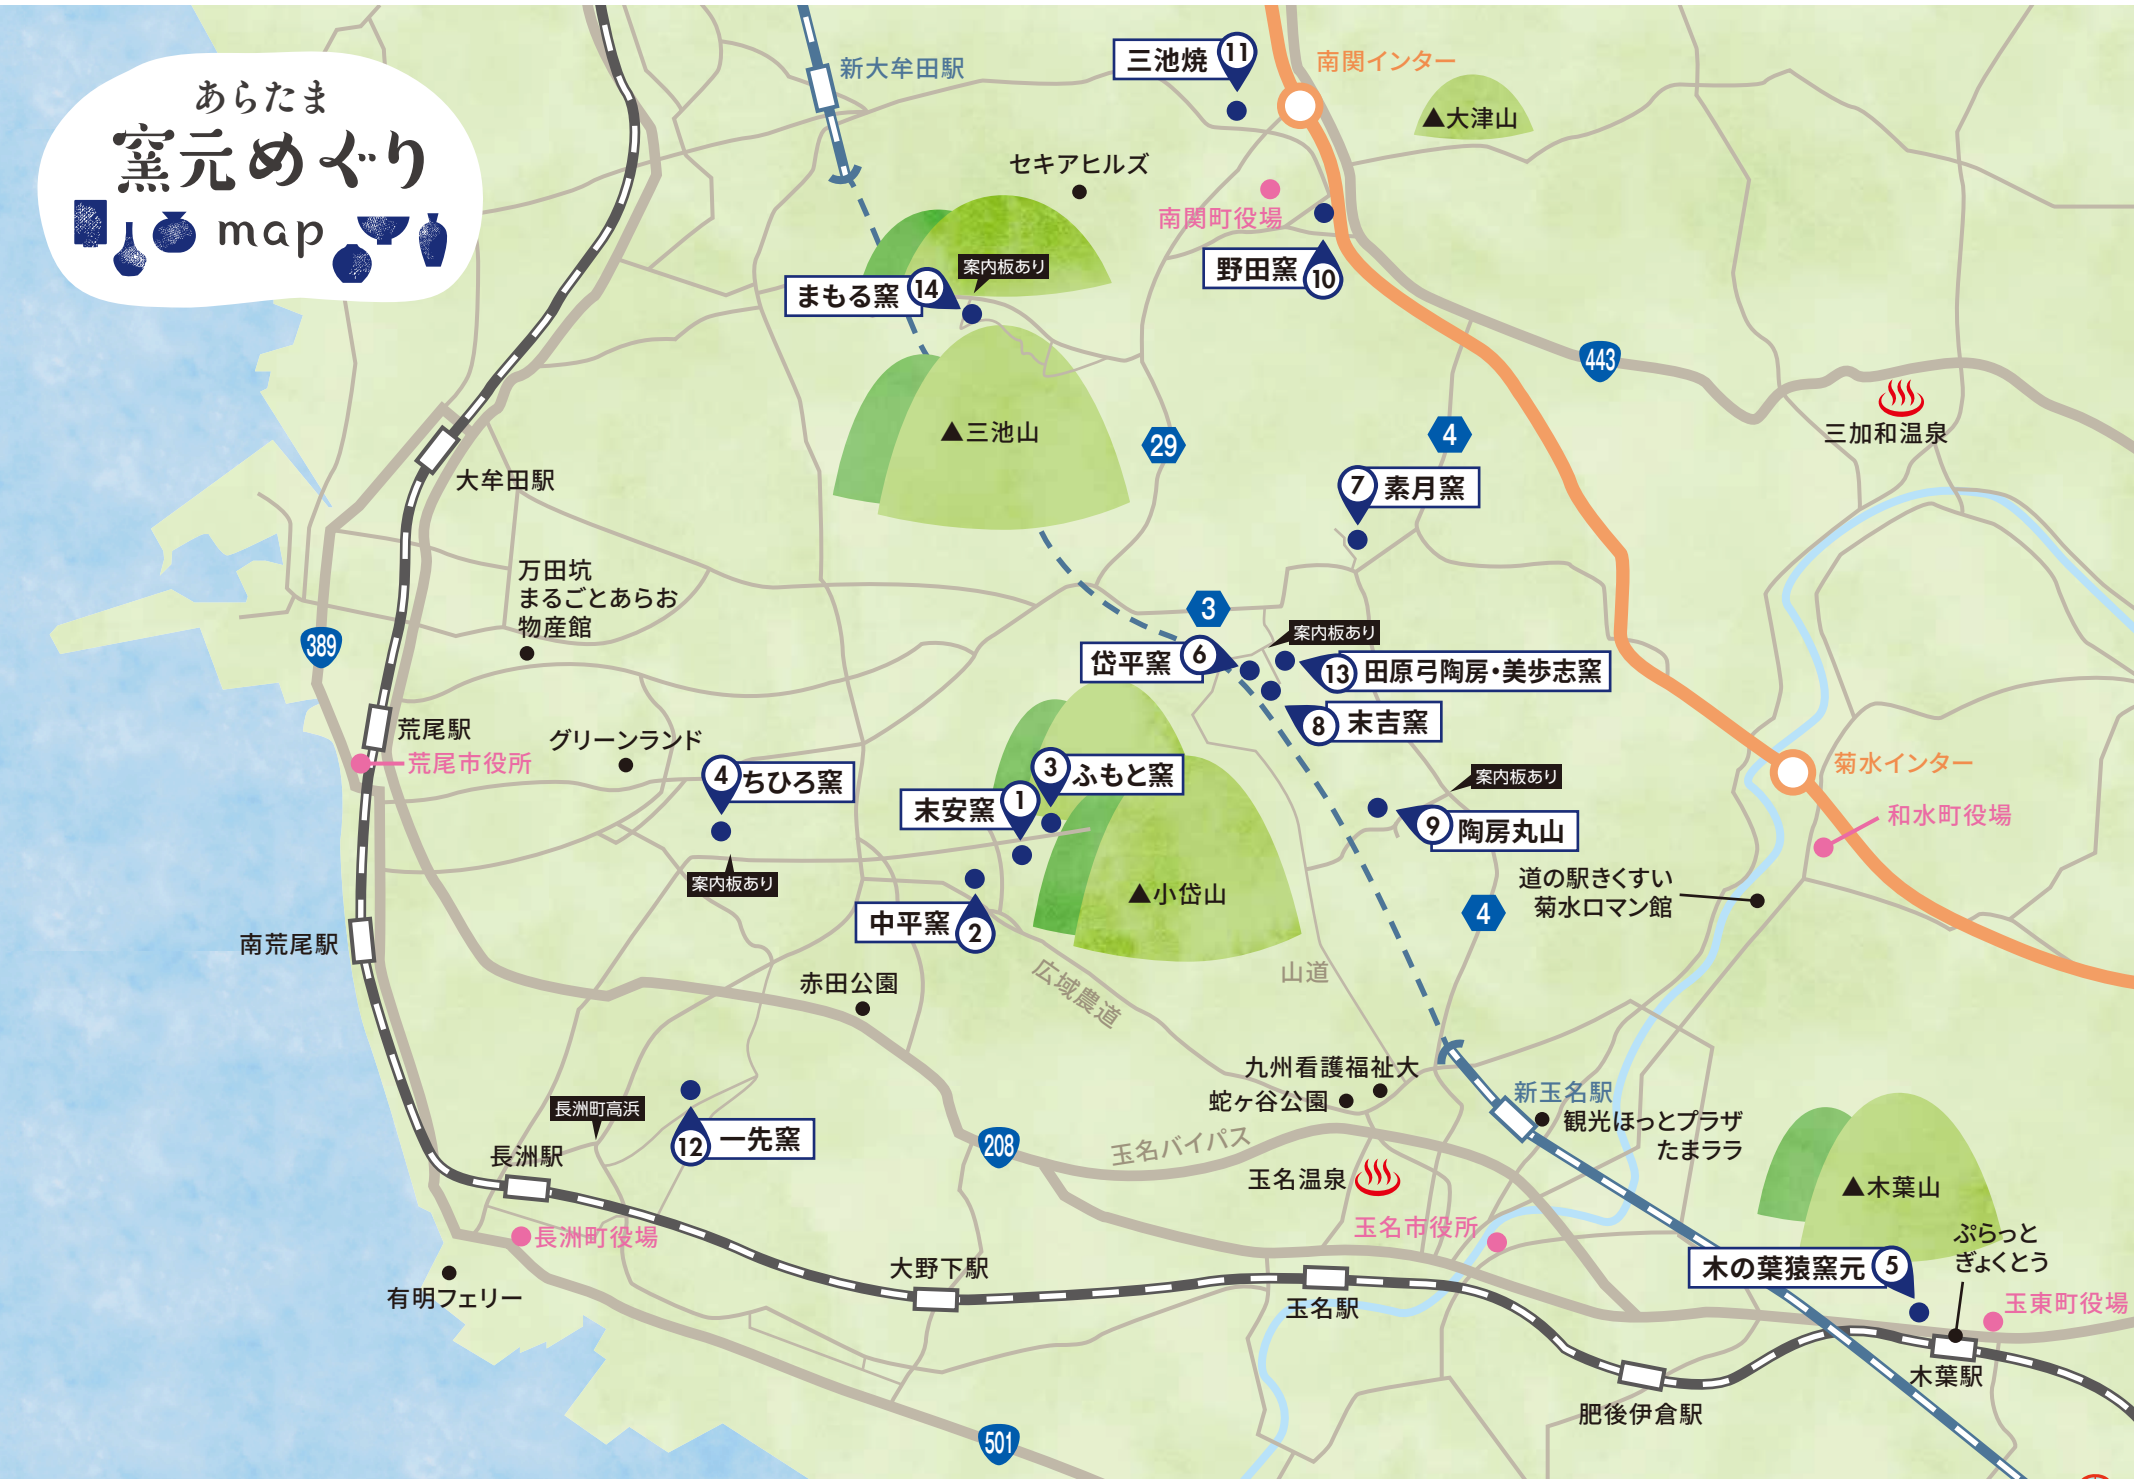 あらたま
窯元めぐり
map
新大牟田駅
三池焼
11
南関インター
▲大津山
セキアヒルズ
南関町役場
野田窯
10
案内板あり
まもる窯
14
443
三加和温泉
▲三池山
29
4
7
素月窯
大牟田駅
万田坑
まるごとあらお
物産館
389
3
案内板あり
岱平窯
6
13
田原弓陶房・美歩志窯
8
末吉窯
荒尾駅
荒尾市役所
グリーンランド
4
ちひろ窯
案内板あり
3
ふもと窯
末安窯
1
案内板あり
9
陶房丸山
菊水インター
和水町役場
道の駅きくすい
菊水ロマン館
▲小岱山
中平窯
2
4
南荒尾駅
赤田公園
広域農道
山道
九州看護福祉大
蛇ヶ谷公園
新玉名駅
観光ほっとプラザ
たまララ
長洲町高浜
12
一先窯
208
玉名バイパス
玉名温泉
玉名市役所
長洲駅
長洲町役場
有明フェリー
大野下駅
玉名駅
▲木葉山
木の葉猿窯元
5
ぷらっと
ぎょくとう
玉東町役場
木葉駅
肥後伊倉駅
501